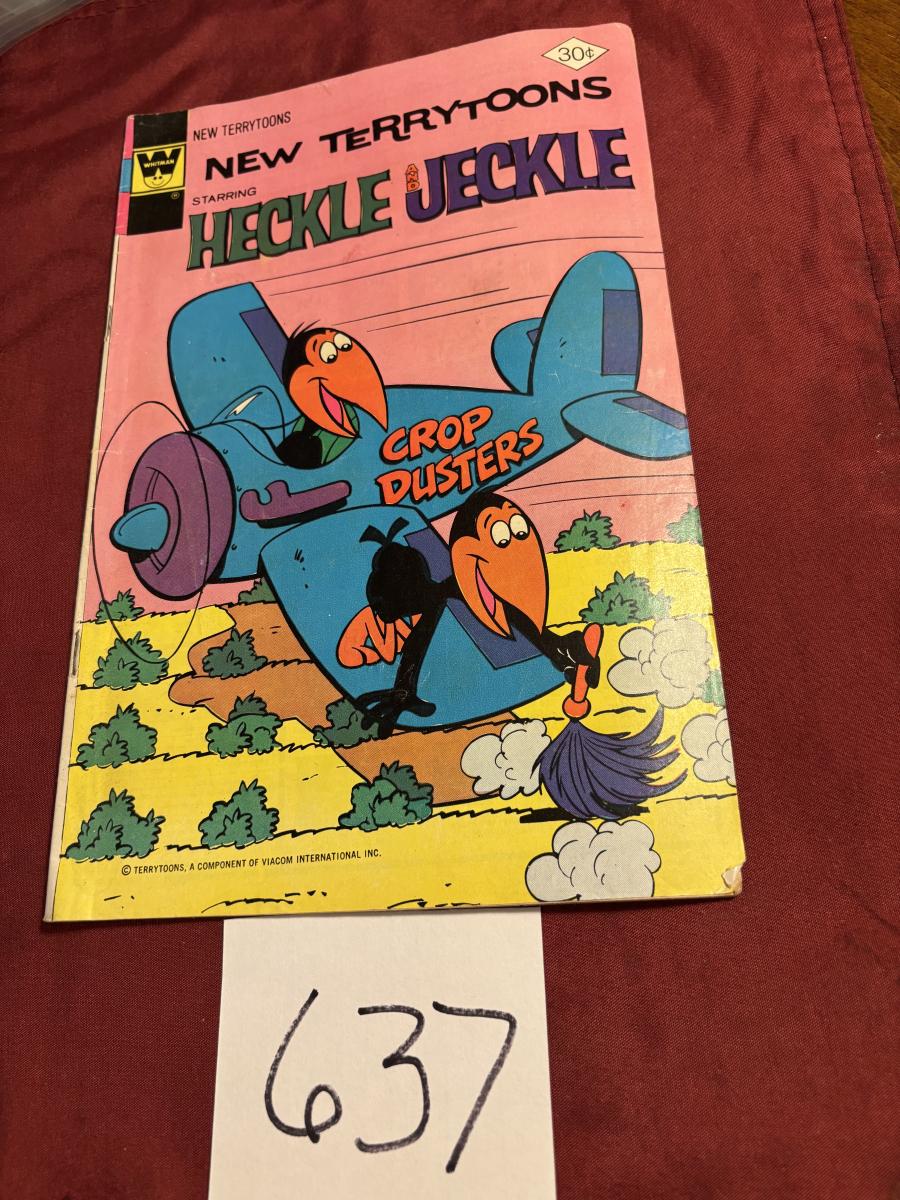 30¢
NEW TERRYTOONS
NEW TERRYTOONS
WHITMAN
®
STARRING
HECKLE AND JECKLE
CROP
DUSTERS
© TERRYTOONS, A COMPONENT OF VIACOM INTERNATIONAL INC.
637